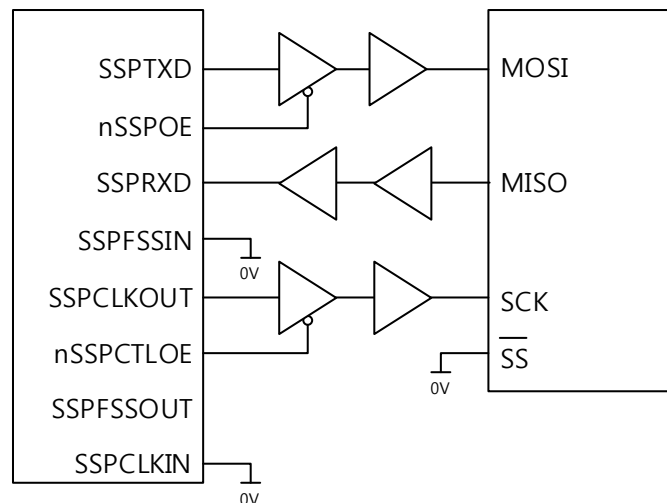 SSPTXD
nSSPOE
SSPRXD
SSPFSSIN
0V
SSPCLKOUT
nSSPCTLOE
SSPFSSOUT
SSPCLKIN
0V
MOSI
MISO
SCK
SS
0V